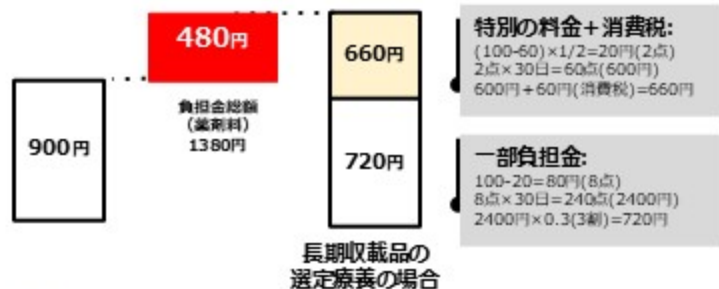 900円
480円
負担金総額
(薬剤料)
1380円
660円
720円
長期収載品の
選定療養の場合
特別の料金+消費税:
(100-60)×1/2=20円(2点)
2点×30日=60点(600円)
600円+60円(消費税)=660円
一部負担金:
100-20=80円(8点)
8点×30日=240点(2400円)
2400円×0.3(3割)=720円